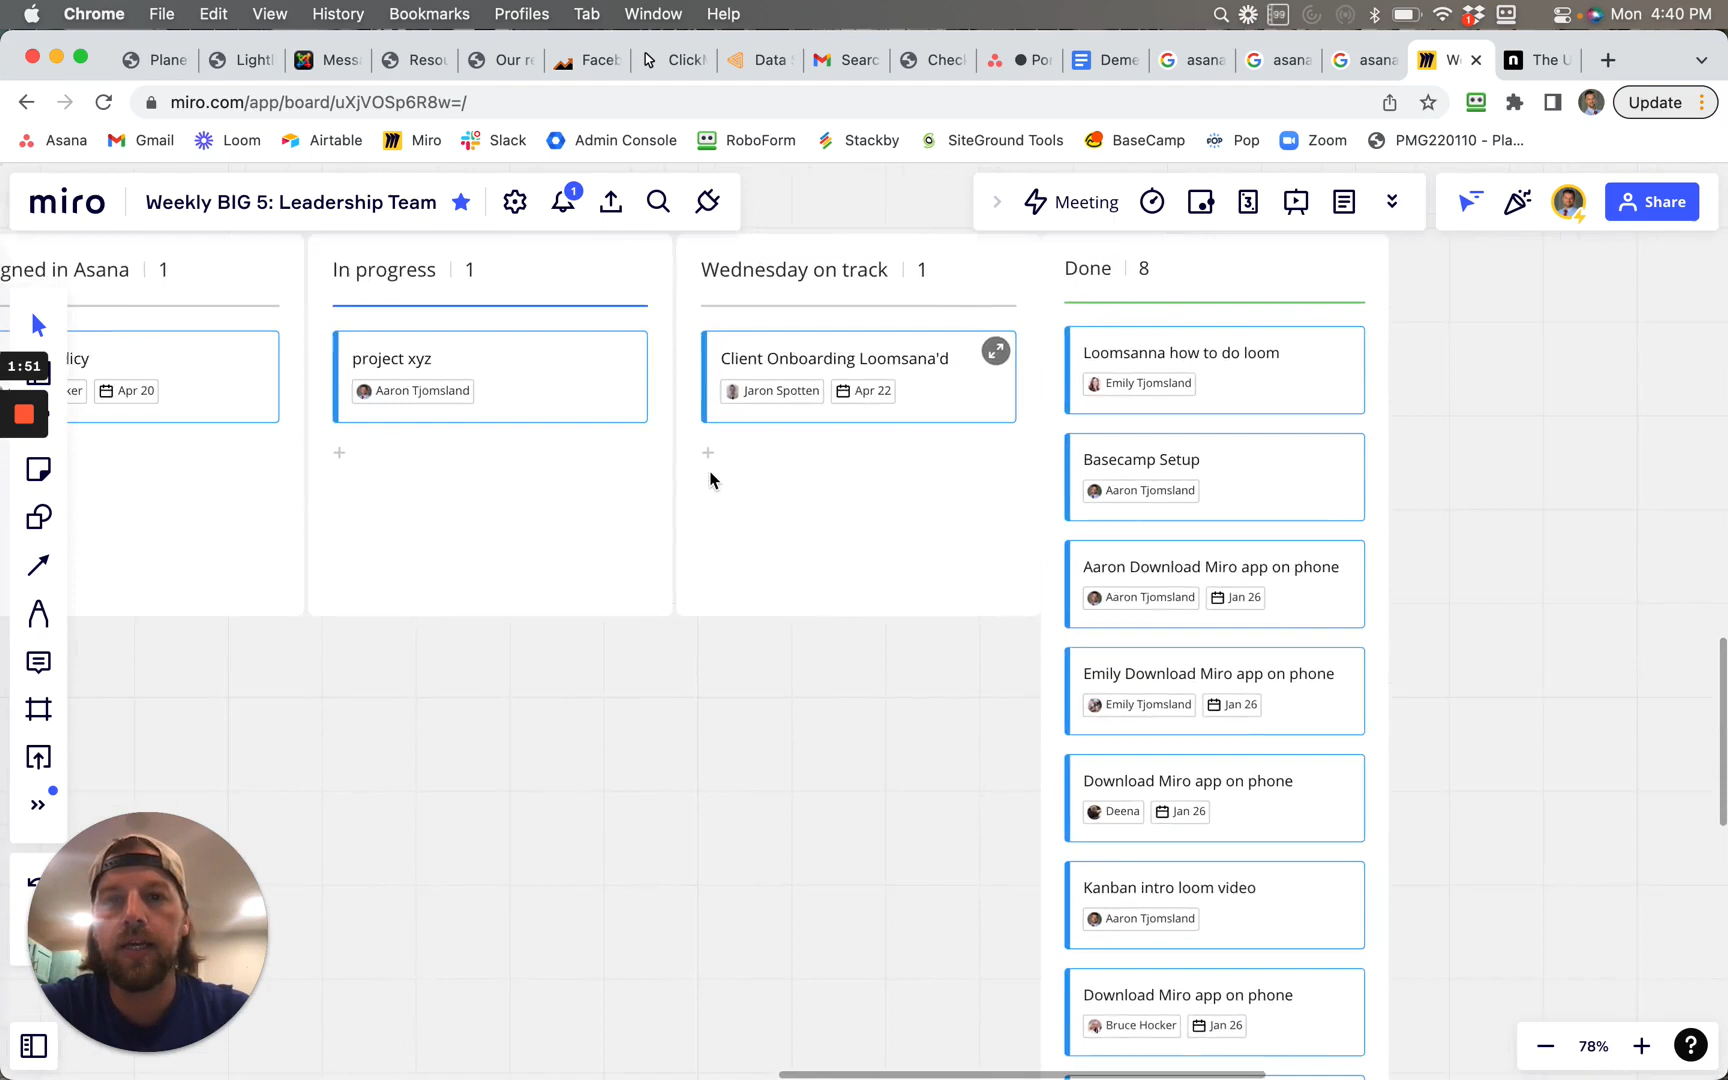 Chrome File Edit View History Bookmarks Profiles Tab Window Help
99
1
Mon 4:40 PM
Plane
Lightl
Mess
Resou
Our re
Faceb
ClickM
Data
Searc
Chec
Po
Deme
asana
asana
asana
We
The U
miro.com/app/board/uXjVOSp6R8w=/
Update
Asana
Gmail
Loom
Airtable
Miro
Slack
Admin Console
RoboForm
Stackby
SiteGround Tools
BaseCamp
Pop
Zoom
PMG220110 - Pla...
miro
Weekly BIG 5: Leadership Team
1
Meeting
3
Share
gned in Asana 1
In progress 1
Wednesday on track 1
Done 8
1:51
licy
ker
Apr 20
project xyz
Aaron Tjomsland
Client Onboarding Loomsana'd
Jaron Spotten
Apr 22
Loomsanna how to do loom
Emily Tjomsland
Basecamp Setup
Aaron Tjomsland
Aaron Download Miro app on phone
Aaron Tjomsland
Jan 26
Emily Download Miro app on phone
Emily Tjomsland
Jan 26
Download Miro app on phone
Deena
Jan 26
Kanban intro loom video
Aaron Tjomsland
Download Miro app on phone
Bruce Hocker
Jan 26
78%
?